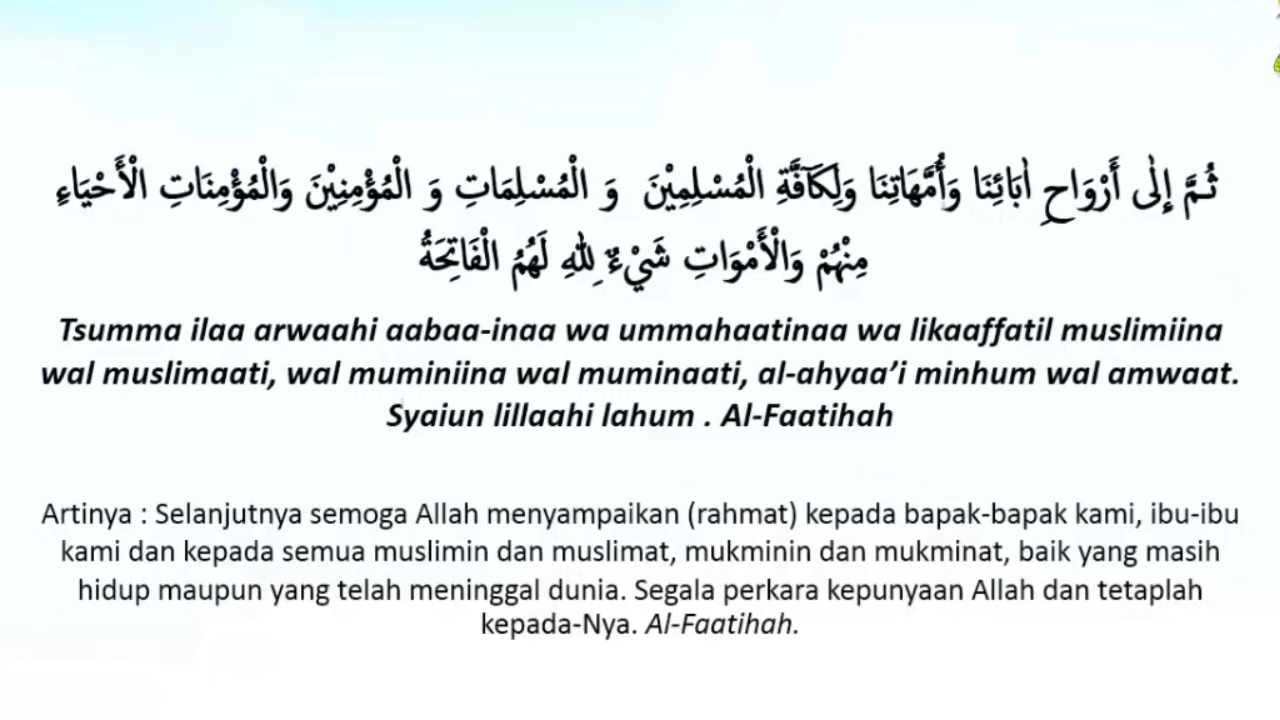 ثُمَّ إِلٰى أَرْوَاحِ اٰبَائِنَا وَأُمَّهَاتِنَا وَلِكَآفَّةِ الْمُسْلِمِيْنَ وَ الْمُسْلِمَاتِ وَ الْمُؤْمِنِيْنَ وَالْمُؤْمِنَاتِ الْأَحْيَاءِ
مِنْهُمْ وَالْأَمْوَاتِ شَيْءٌ لِلّٰهِ لَهُمُ الْفَاتِحَةُ
Tsumma ilaa arwaahi aabaa-inaa wa ummahaatinaa wa likaaffatil muslimiina
wal muslimaati, wal muminiina wal muminaati, al-ahyaa’i minhum wal amwaat.
Syaiun lillaahi lahum . Al-Faatihah
Artinya : Selanjutnya semoga Allah menyampaikan (rahmat) kepada bapak-bapak kami, ibu-ibu
kami dan kepada semua muslimin dan muslimat, mukminin dan mukminat, baik yang masih
hidup maupun yang telah meninggal dunia. Segala perkara kepunyaan Allah dan tetaplah
kepada-Nya. Al-Faatihah.